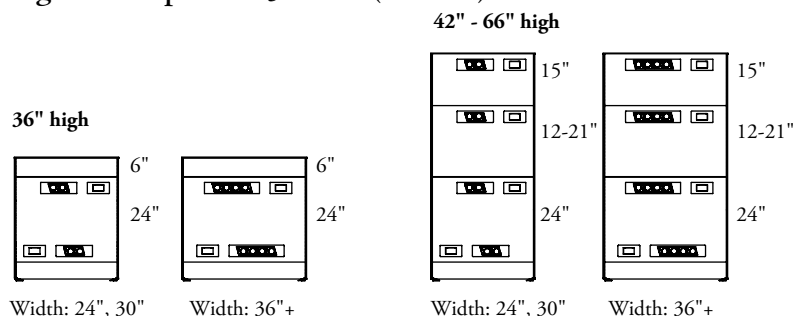 42" - 66" high
15"
15"
36" high
12-21"
12-21"
6"
6"
24"
24"
24"
24"
Width: 24", 30"
Width: 36"+
Width: 24", 30"
Width: 36"+